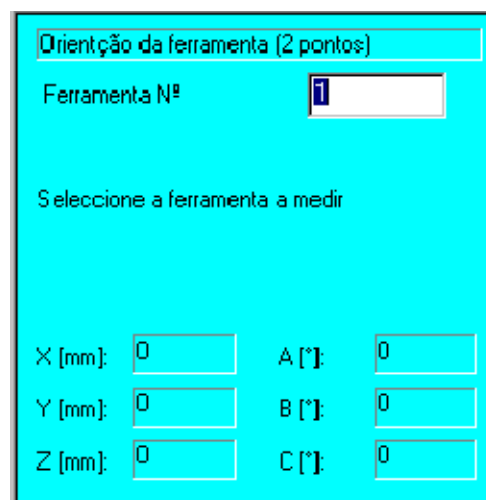 Orientção da ferramenta (2 pontos)
Ferramenta Nº 1
Seleccione a ferramenta a medir
X [mm]: 0 A [°]: 0
Y [mm]: 0 B [°]: 0
Z [mm]: 0 C [°]: 0